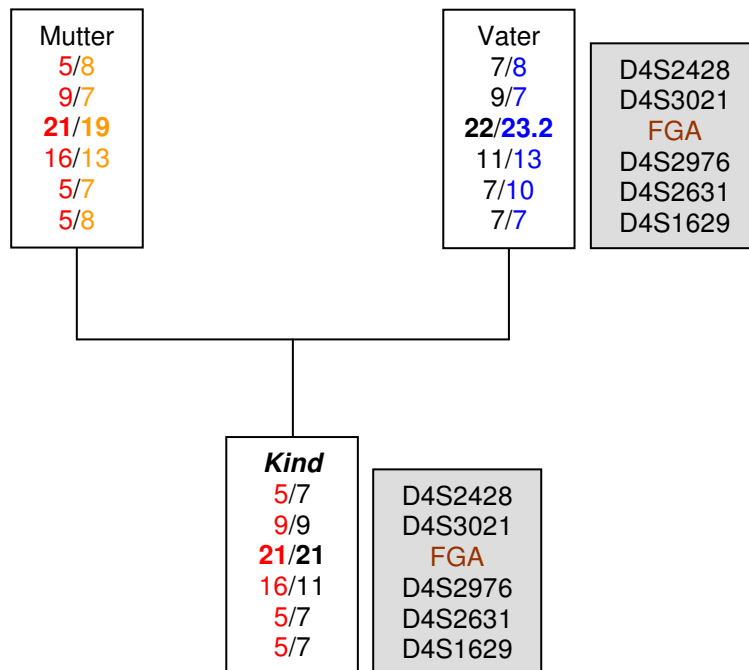 Mutter
5/8
9/7
21/19
16/13
5/7
5/8
Vater
7/8
9/7
22/23.2
11/13
7/10
7/7
D4S2428
D4S3021
FGA
D4S2976
D4S2631
D4S1629
Kind
5/7
9/9
21/21
16/11
5/7
5/7
D4S2428
D4S3021
FGA
D4S2976
D4S2631
D4S1629